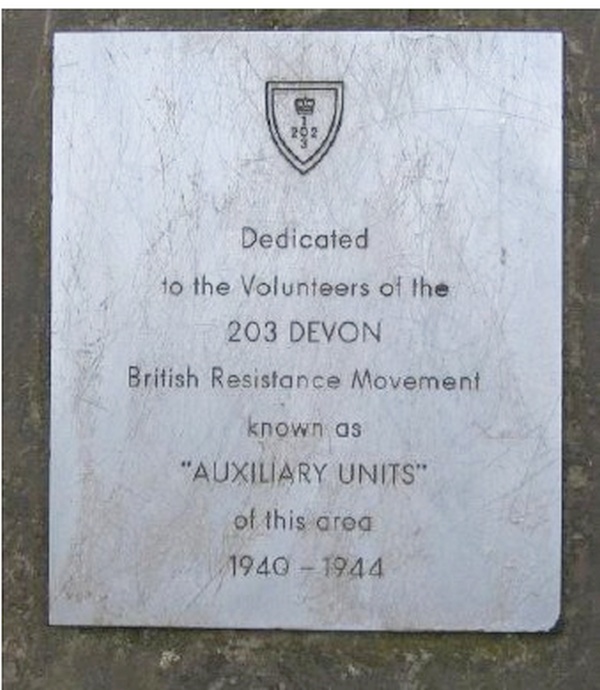 1
202
3
Dedicated
to the Volunteers of the
203 DEVON
British Resistance Movement
known as
"AUXILIARY UNITS"
of this area
1940 – 1944